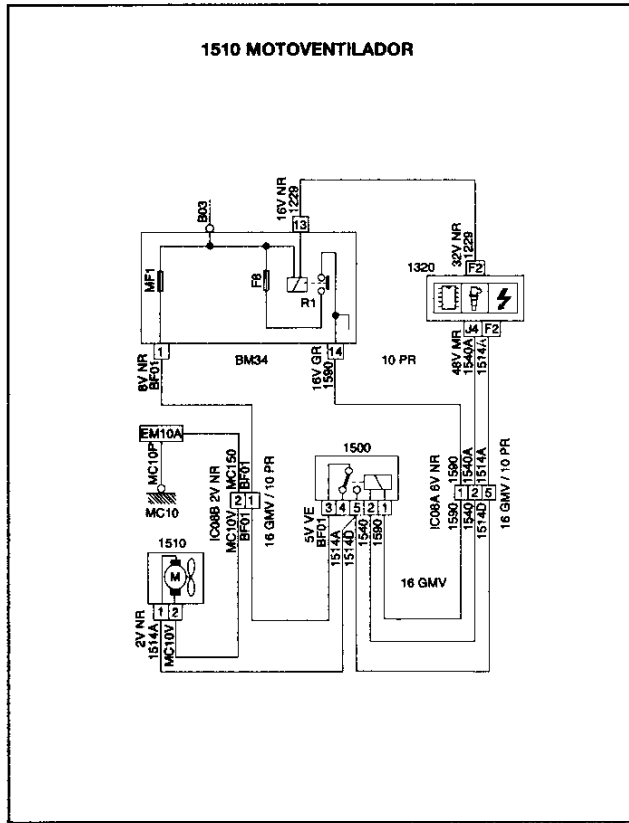 1510 MOTOVENTILADOR
B03
16V NR
1229
13
32V NR
1229
1320
F2
MF1
F8
R1
J4 F2
1
BM34
14
10 PR
8V NR
BF01
16V GR
1590
48V MR
1540A
1514A
EM10A
MC10P
MC10
IC08B 2V NR
MC150
BF01
2 1
MC10V
BF01
16 GMV / 10 PR
1500
3 4 5 2 1
5V VE
BF01
1514A
1514D
1540
1590
IC08A 6V NR
1590
1540A
1514A
1 2 5
1590
1540
1514D
16 GMV / 10 PR
16 GMV
1510
M
1 2
2V NR
1514A
MC10V